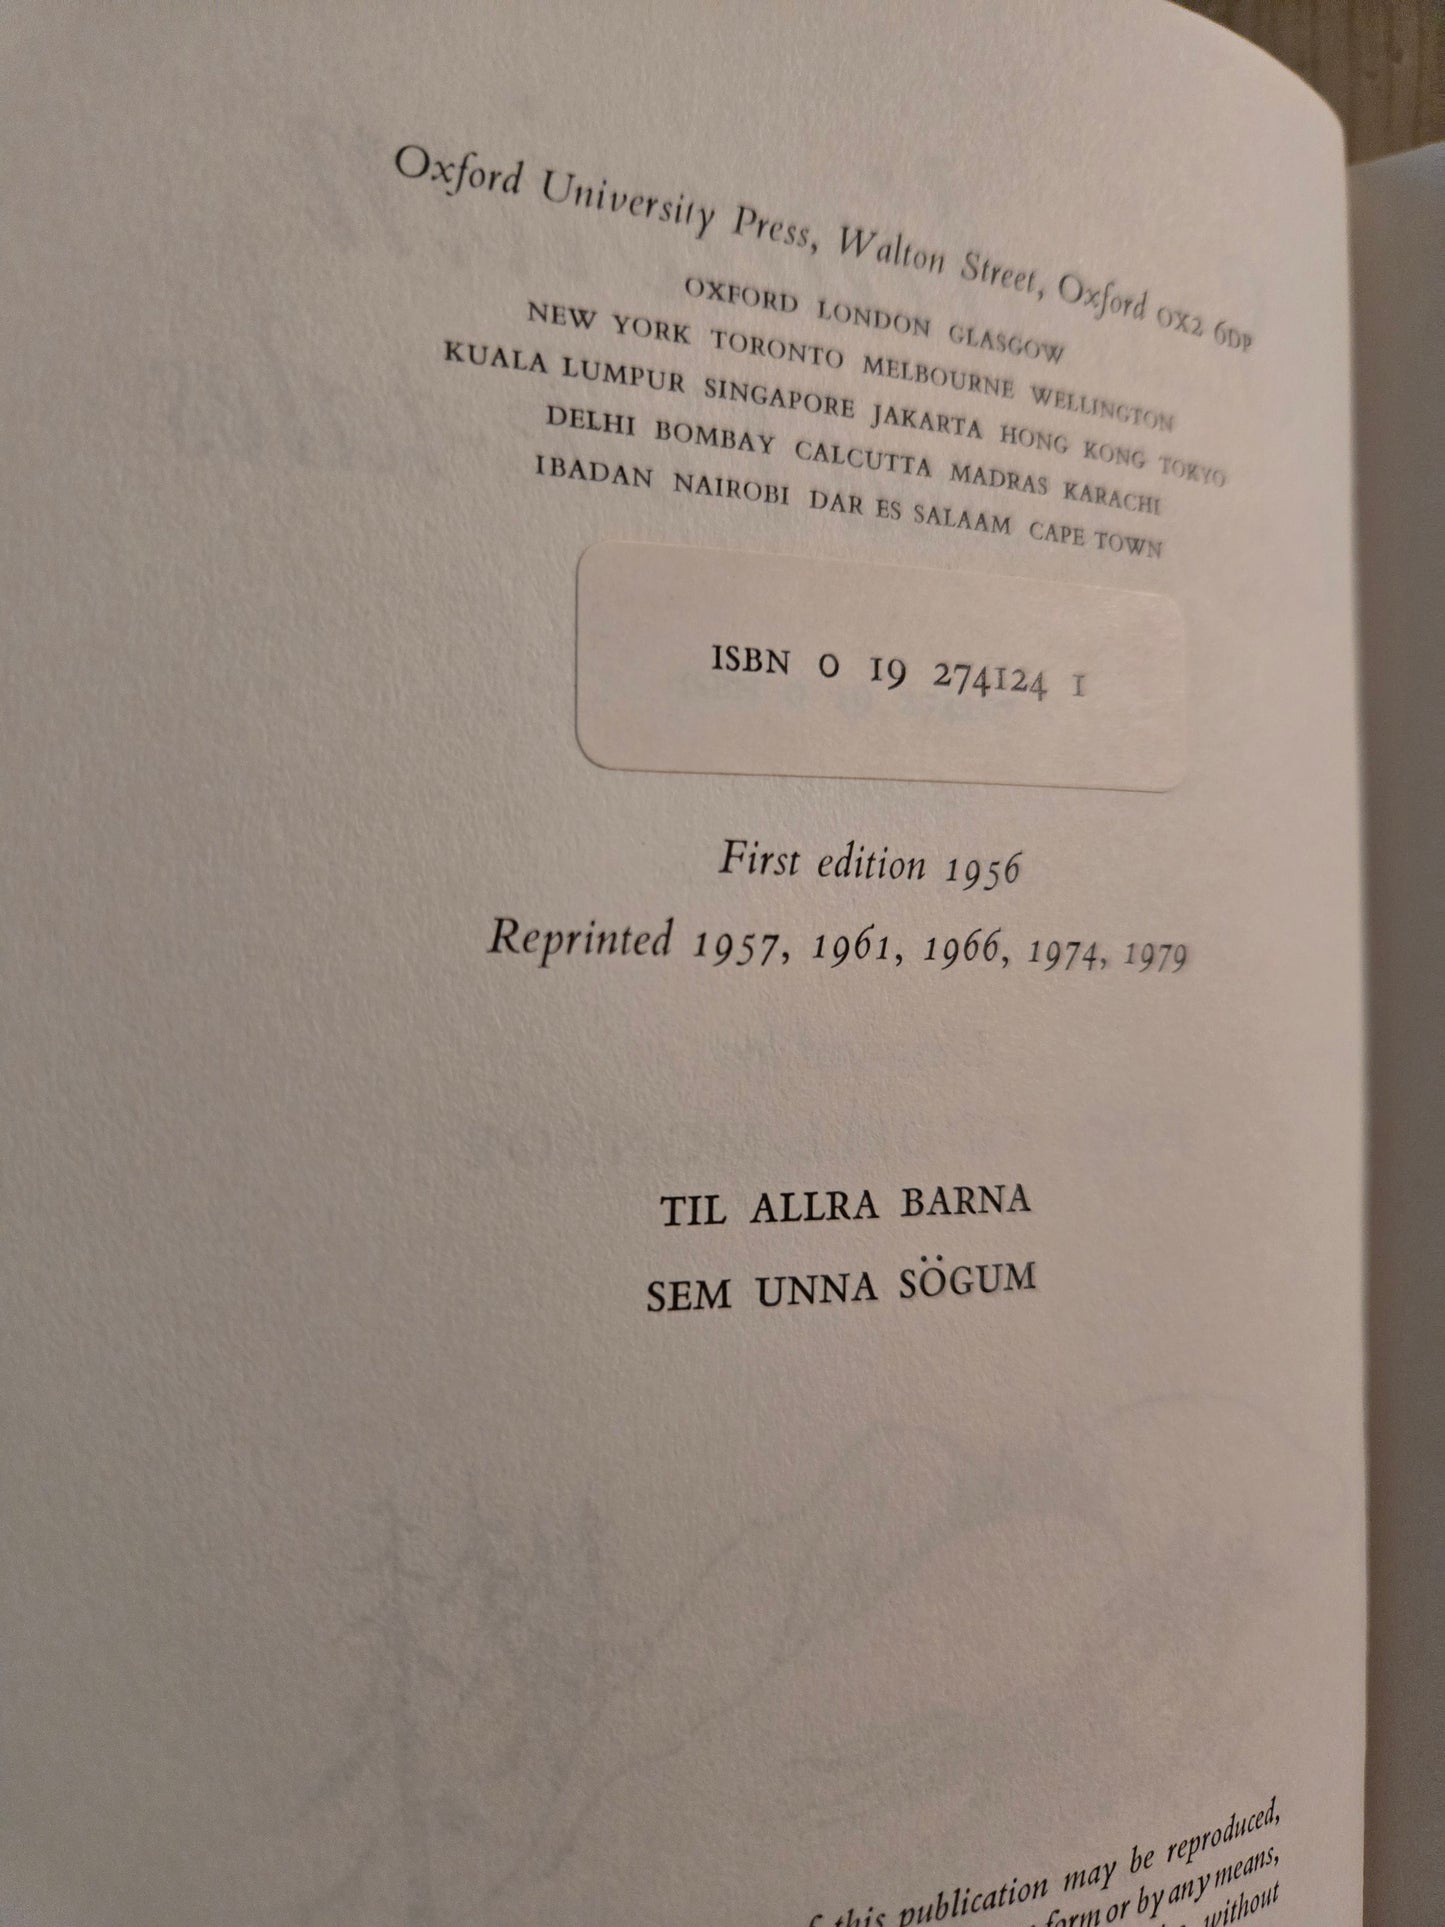 Oxford University Press, Walton Street, Oxford OX2 6DP
OXFORD LONDON GLASGOW
NEW YORK TORONTO MELBOURNE WELLINGTON
KUALA LUMPUR SINGAPORE JAKARTA HONG KONG TOKYO
DELHI BOMBAY CALCUTTA MADRAS KARACHI
IBADAN NAIROBI DAR ES SALAAM CAPE TOWN
ISBN 0 19 274124 1
First edition 1956
Reprinted 1957, 1961, 1966, 1974, 1979
TIL ALLRA BARNA
SEM UNNA SÖGUM
this publication may be reproduced,
form or by any means,
without